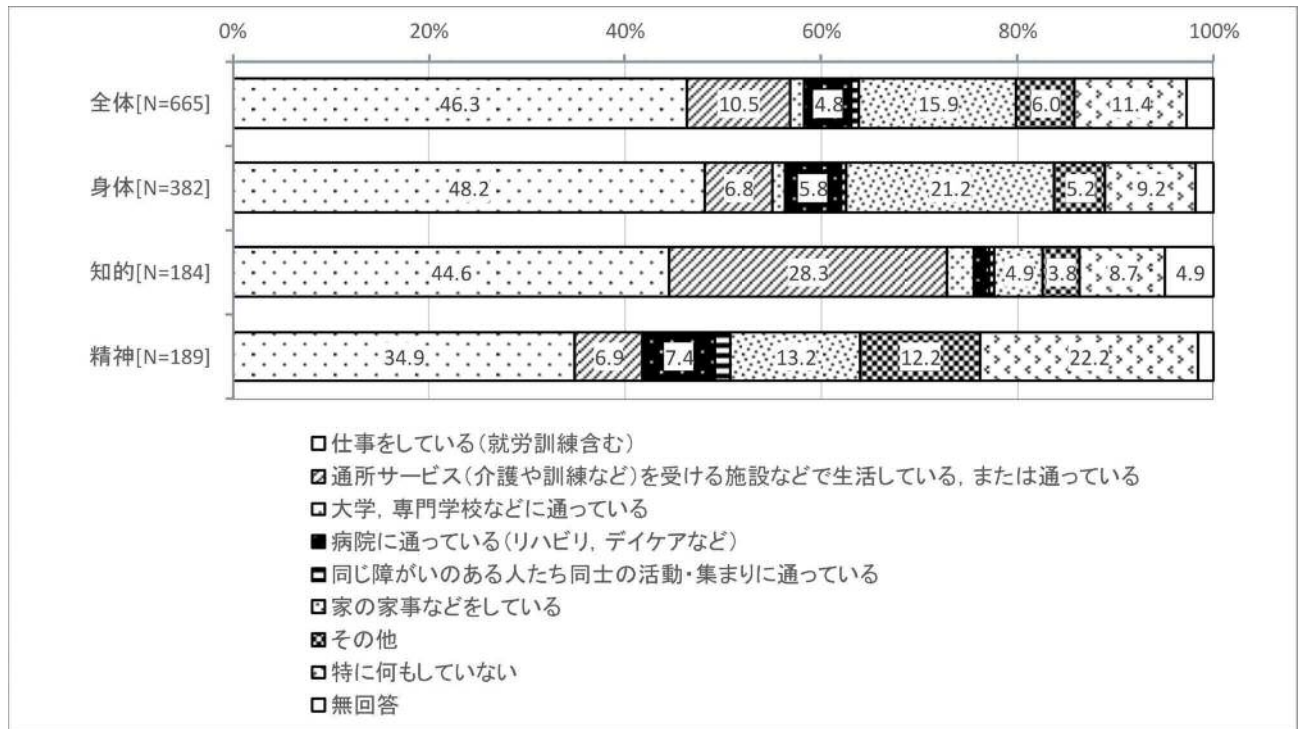 0% 20% 40% 60% 80% 100%
全体[N=665] 46.3 10.5 4.8 15.9 6.0 11.4
身体[N=382] 48.2 6.8 5.8 21.2 5.2 9.2
知的[N=184] 44.6 28.3 4.9 3.8 8.7 4.9
精神[N=189] 34.9 6.9 7.4 13.2 12.2 22.2
仕事をしている(就労訓練含む)
通所サービス(介護や訓練など)を受ける施設などで生活している, または通っている
大学, 専門学校などに通っている
病院に通っている(リハビリ, デイケアなど)
同じ障がいのある人たち同士の活動・集まりに通っている
家の家事などをしている
その他
特に何もしていない
無回答